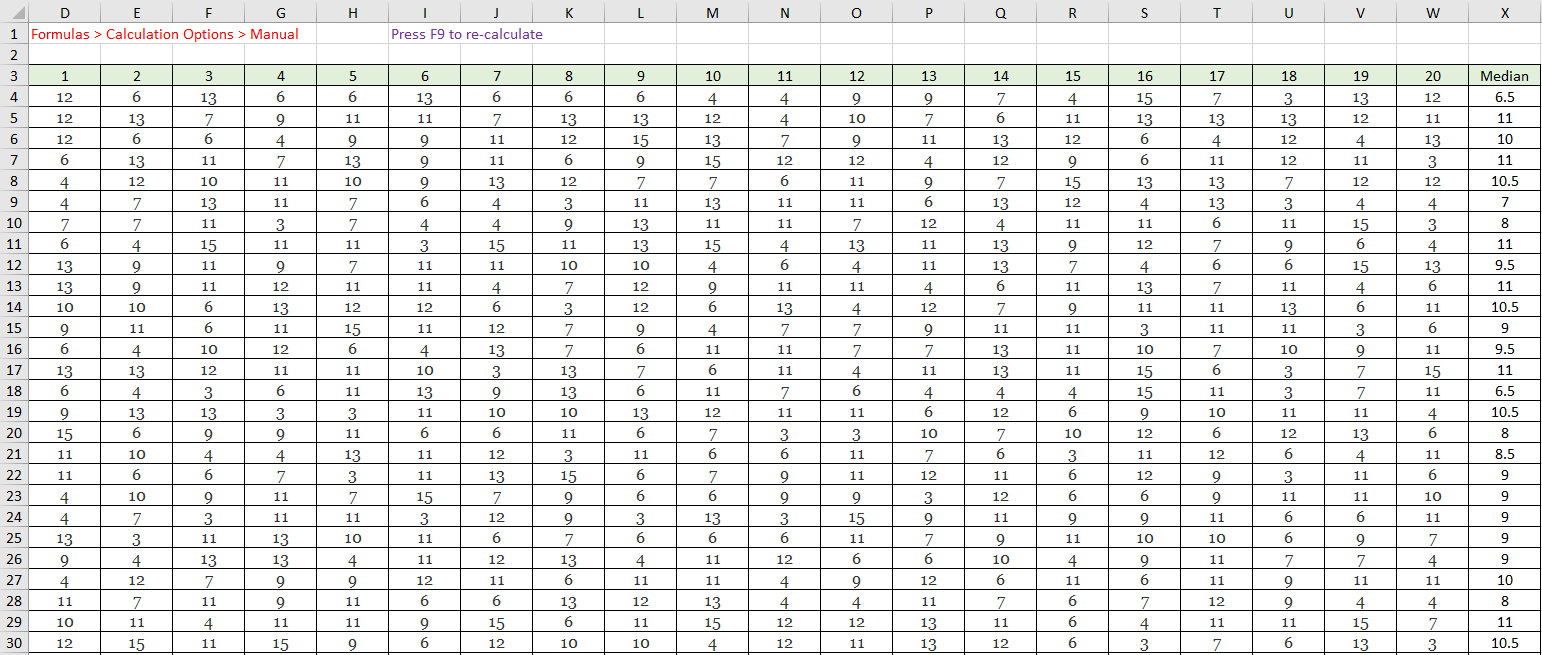 D E F G H I J K L M N O P Q R S T U V W X
1 Formulas > Calculation Options > Manual Press F9 to re-calculate
2
3 1 2 3 4 5 6 7 8 9 10 11 12 13 14 15 16 17 18 19 20 Median
4 12 6 13 6 6 13 6 6 6 4 4 9 9 7 4 15 7 3 13 12 6.5
5 12 13 7 9 11 11 7 13 13 12 4 10 7 6 11 13 13 13 12 11 11
6 12 6 6 4 9 9 11 12 15 13 7 9 11 13 12 6 4 12 4 13 10
7 6 13 11 7 13 9 11 6 9 15 12 12 4 12 9 6 11 12 11 3 11
8 4 12 10 11 10 9 13 12 7 7 6 11 9 7 15 13 13 7 12 12 10.5
9 4 7 13 11 7 6 4 3 11 13 11 11 6 13 12 4 13 3 4 4 7
10 7 7 11 3 7 4 4 9 13 11 11 7 12 4 11 11 6 11 15 3 8
11 6 4 15 11 11 3 15 11 13 15 4 13 11 13 9 12 7 9 6 4 11
12 13 9 11 9 7 11 11 10 10 4 6 4 11 13 7 4 6 6 15 13 9.5
13 13 9 11 12 11 11 4 7 12 9 11 11 4 6 11 13 7 11 4 6 11
14 10 10 6 13 12 12 6 3 12 6 13 4 12 7 9 11 11 13 6 11 10.5
15 9 11 6 11 15 11 12 7 9 4 7 7 9 11 11 3 11 11 3 6 9
16 6 4 10 12 6 4 13 7 6 11 11 7 7 13 11 10 7 10 9 11 9.5
17 13 13 12 11 11 10 3 13 7 6 11 4 11 13 11 15 6 3 7 15 11
18 6 4 3 6 11 13 9 13 6 11 7 6 4 4 4 15 11 3 7 11 6.5
19 9 13 13 3 3 11 10 10 13 12 11 11 6 12 6 9 10 11 11 4 10.5
20 15 6 9 9 11 6 6 11 6 7 3 3 10 7 10 12 6 12 13 6 8
21 11 10 4 4 13 11 12 3 11 6 6 11 7 6 3 11 12 6 4 11 8.5
22 11 6 6 7 3 11 13 15 6 7 9 11 12 11 6 12 9 3 11 6 9
23 4 10 9 11 7 15 7 9 6 6 9 9 3 12 6 6 9 11 11 10 9
24 4 7 3 11 11 3 12 9 3 13 3 15 9 11 9 9 11 6 6 11 9
25 13 3 11 13 10 11 6 7 6 6 6 11 7 9 11 10 10 6 9 7 9
26 9 4 13 13 4 11 12 13 4 11 12 6 6 10 4 9 11 7 7 4 9
27 4 12 7 9 9 12 11 6 11 11 4 9 12 6 11 6 11 9 11 11 10
28 11 7 11 9 11 6 6 13 12 13 4 4 11 7 6 7 12 9 4 4 8
29 10 11 4 11 11 9 15 6 11 15 12 12 13 11 6 4 11 11 15 7 11
30 12 15 11 15 9 6 12 10 10 4 12 11 13 12 6 3 7 6 13 3 10.5